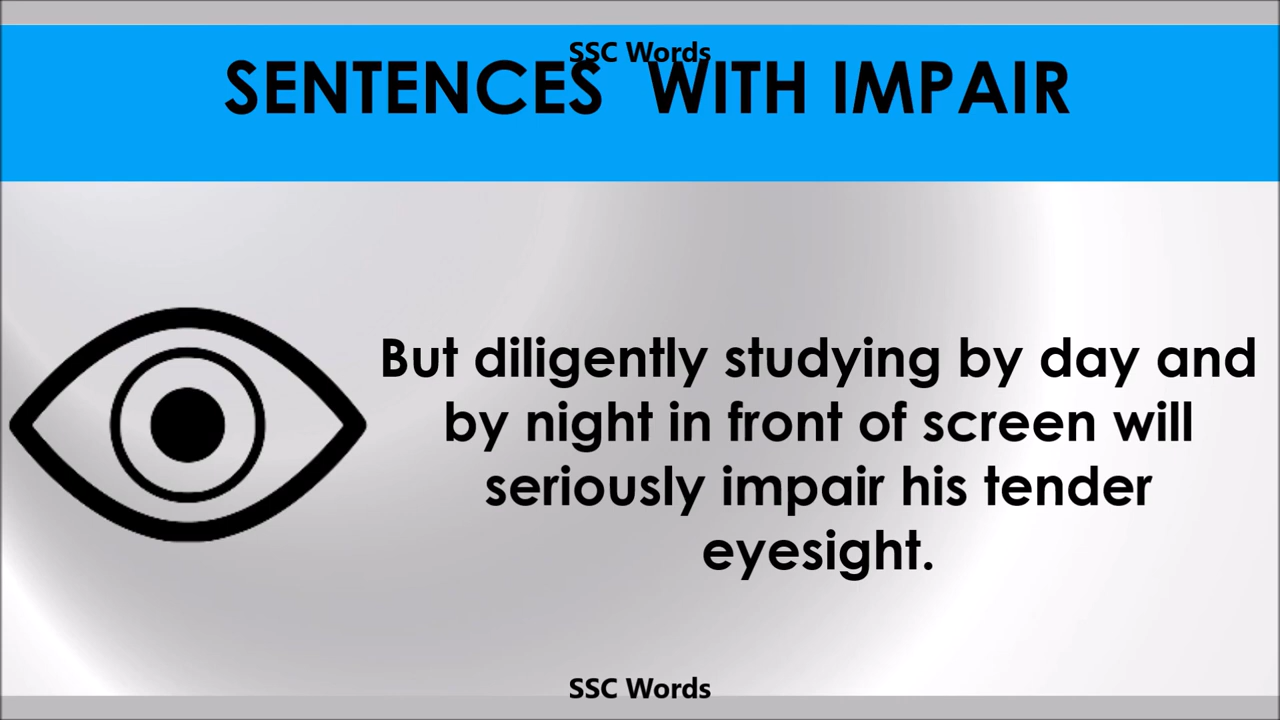 SSC Words
SENTENCES WITH IMPAIR
But diligently studying by day and
by night in front of screen will
seriously impair his tender
eyesight.
SSC Words